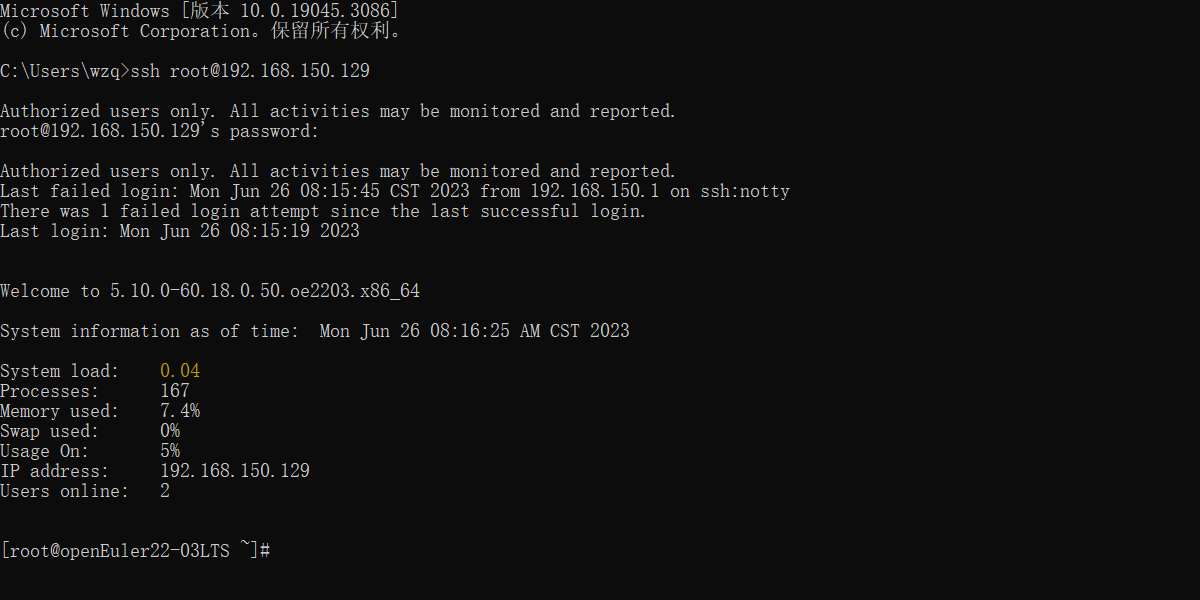 Microsoft Windows [版本 10.0.19045.3086]
(c) Microsoft Corporation。保留所有权利。
C:\Users\wzq>ssh root@192.168.150.129
Authorized users only. All activities may be monitored and reported.
root@192.168.150.129's password:
Authorized users only. All activities may be monitored and reported.
Last failed login: Mon Jun 26 08:15:45 CST 2023 from 192.168.150.1 on ssh:notty
There was 1 failed login attempt since the last successful login.
Last login: Mon Jun 26 08:15:19 2023
Welcome to 5.10.0-60.18.0.50.oe2203.x86_64
System information as of time:  Mon Jun 26 08:16:25 AM CST 2023
System load:    0.04
Processes:      167
Memory used:    7.4%
Swap used:      0%
Usage On:       5%
IP address:     192.168.150.129
Users online:   2
[root@openEuler22-03LTS ~]#